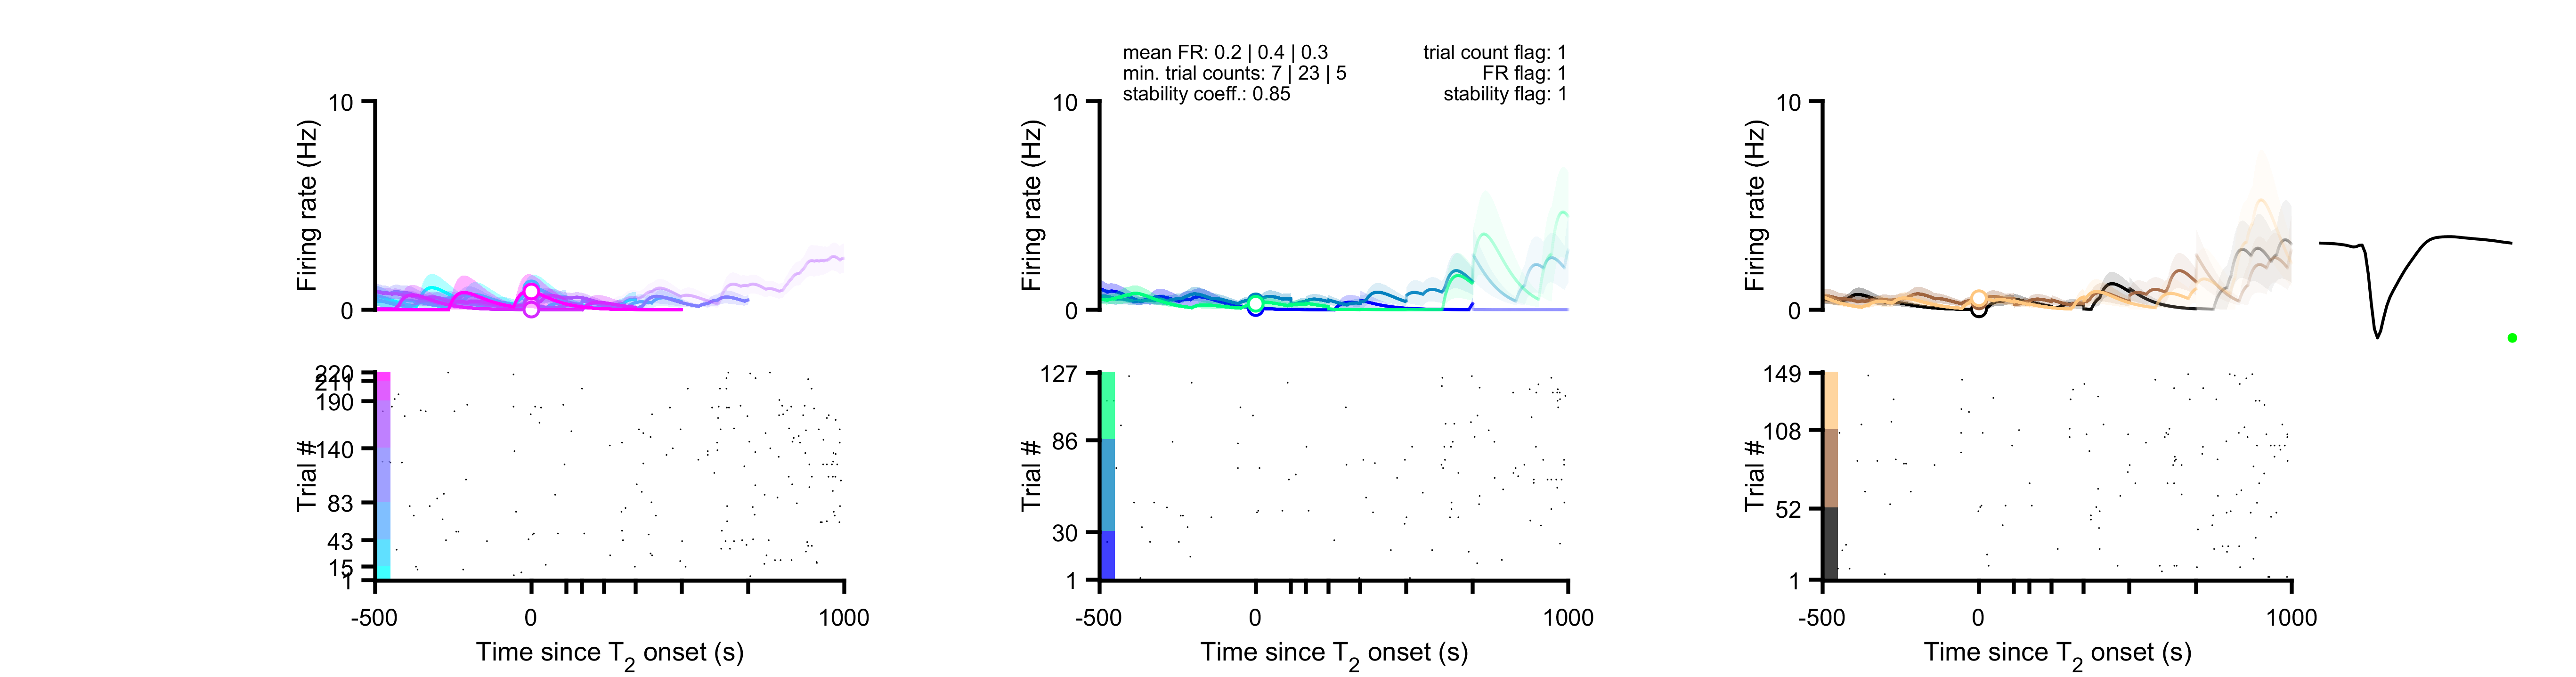 mean FR: 0.2 | 0.4 | 0.3
min. trial counts: 7 | 23 | 5
stability coeff.: 0.85
trial count flag: 1
FR flag: 1
stability flag: 1
10
0
Firing rate (Hz)
10
0
Firing rate (Hz)
10
0
Firing rate (Hz)
320
211
190
140
83
43
15
1
Trial #
-500
0
1000
Time since T2 onset (s)
127
86
30
1
Trial #
-500
0
1000
Time since T2 onset (s)
149
108
52
1
Trial #
-500
0
1000
Time since T2 onset (s)